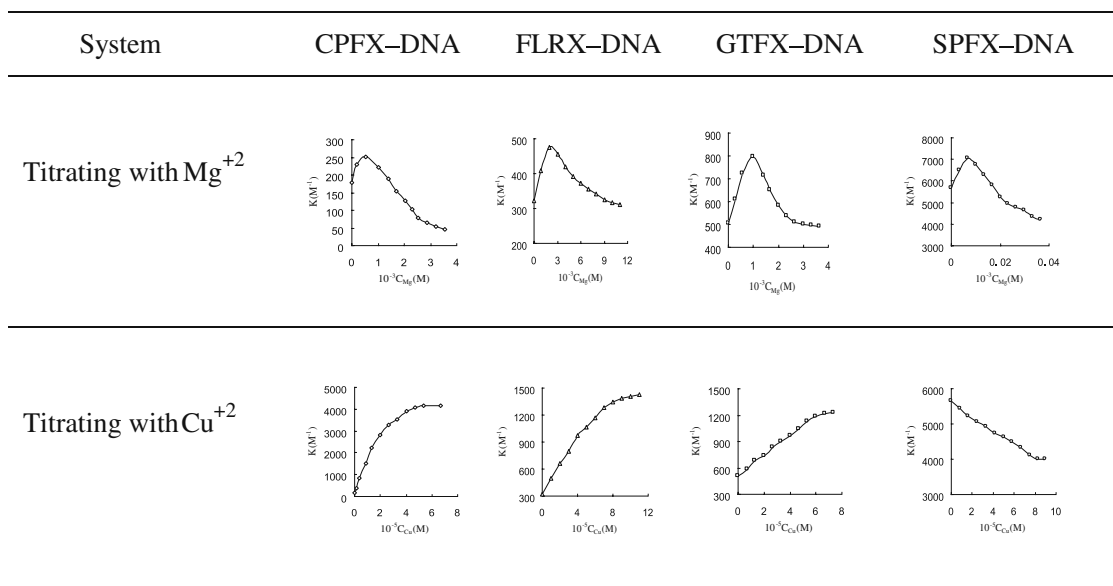 System CPFX–DNA FLRX–DNA GTFX–DNA SPFX–DNA
Titrating with Mg+2
300
250
200
150
100
50
0
K(M-1)
0 1 2 3 4
10-3CMg(M)
500
400
300
200
K(M-1)
0 3 6 9 12
10-3CMg(M)
900
800
700
600
500
400
K(M-1)
0 1 2 3 4
10-3CMg(M)
8000
7000
6000
5000
4000
3000
K(M-1)
0 0.02 0.04
10-3CMg(M)
Titrating with Cu+2
5000
4000
3000
2000
1000
0
K(M-1)
0 2 4 6 8
10-5CCu(M)
1500
1200
900
600
300
K(M-1)
0 4 8 12
10-5CCu(M)
1500
1200
900
600
300
K(M-1)
0 2 4 6 8
10-5CCu(M)
6000
5000
4000
3000
K(M-1)
0 2 4 6 8 10
10-5CCu(M)